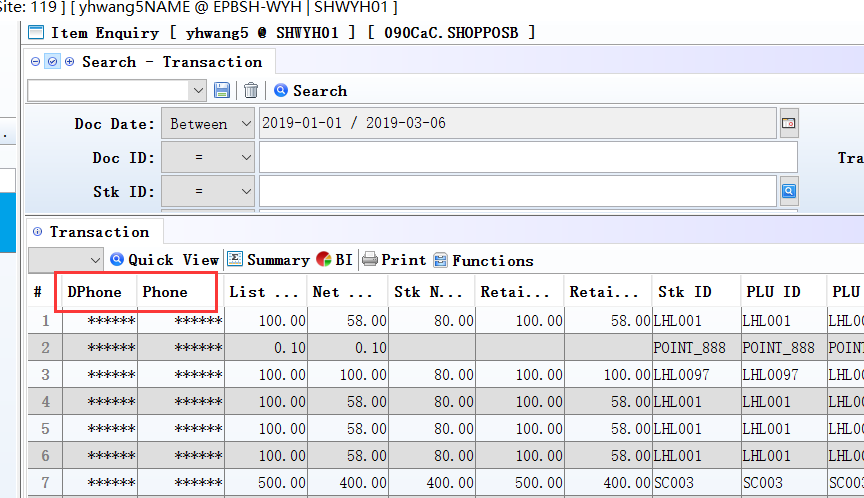 Site: 119 ] [ yhwang5NAME @ EPBSH-WYH | SHWYH01 ]
Item Enquiry [ yhwang5 @ SHWYH01 ] [ 090CaC.SHOPPOSB ]
Search - Transaction
Search
Doc Date: Between 2019-01-01 / 2019-03-06
Doc ID: = Tra
Stk ID: =
Transaction
Quick View Summary BI Print Functions
# DPhone Phone List ... Net ... Stk N... Retai... Retai... Stk ID PLU ID PLU
1 ****** ****** 100.00 58.00 80.00 100.00 58.00 LHL001 LHL001 LHL00
2 ****** ****** 0.10 0.10 POINT_888 POINT_888 POIN
3 ****** ****** 100.00 100.00 80.00 100.00 100.00 LHL0097 LHL0097 LHL00
4 ****** ****** 100.00 58.00 80.00 100.00 58.00 LHL001 LHL001 LHL00
5 ****** ****** 100.00 58.00 80.00 100.00 58.00 LHL001 LHL001 LHL00
6 ****** ****** 100.00 58.00 80.00 100.00 58.00 LHL001 LHL001 LHL00
7 ****** ****** 500.00 400.00 400.00 500.00 400.00 SC003 SC003 SC003